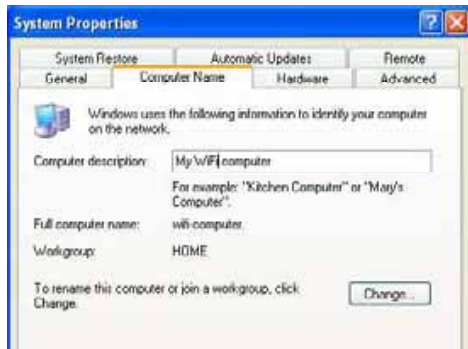 System Properties
System Restore Automatic Updates Remote
General Computer Name Hardware Advanced
Windows uses the following information to identify your computer
on the network.
Computer description: My WiFi computer
For example: "Kitchen Computer" or "Mary's
Computer".
Full computer name: wifi-computer.
Workgroup: HOME
To rename this computer or join a workgroup, click
Change.
Change...